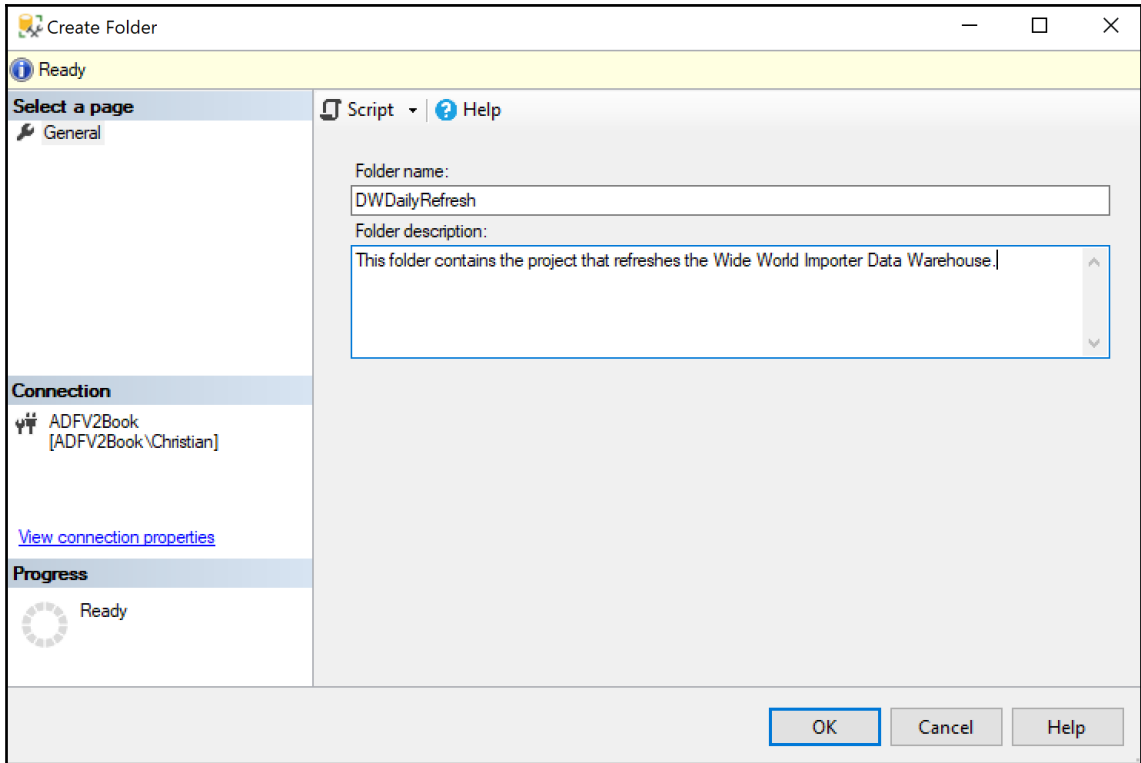 Create Folder
Ready
Select a page
General
Script
Help
Folder name:
DWDailyRefresh
Folder description:
This folder contains the project that refreshes the Wide World Importer Data Warehouse.
Connection
ADFV2Book
[ADFV2Book\Christian]
View connection properties
Progress
Ready
OK
Cancel
Help